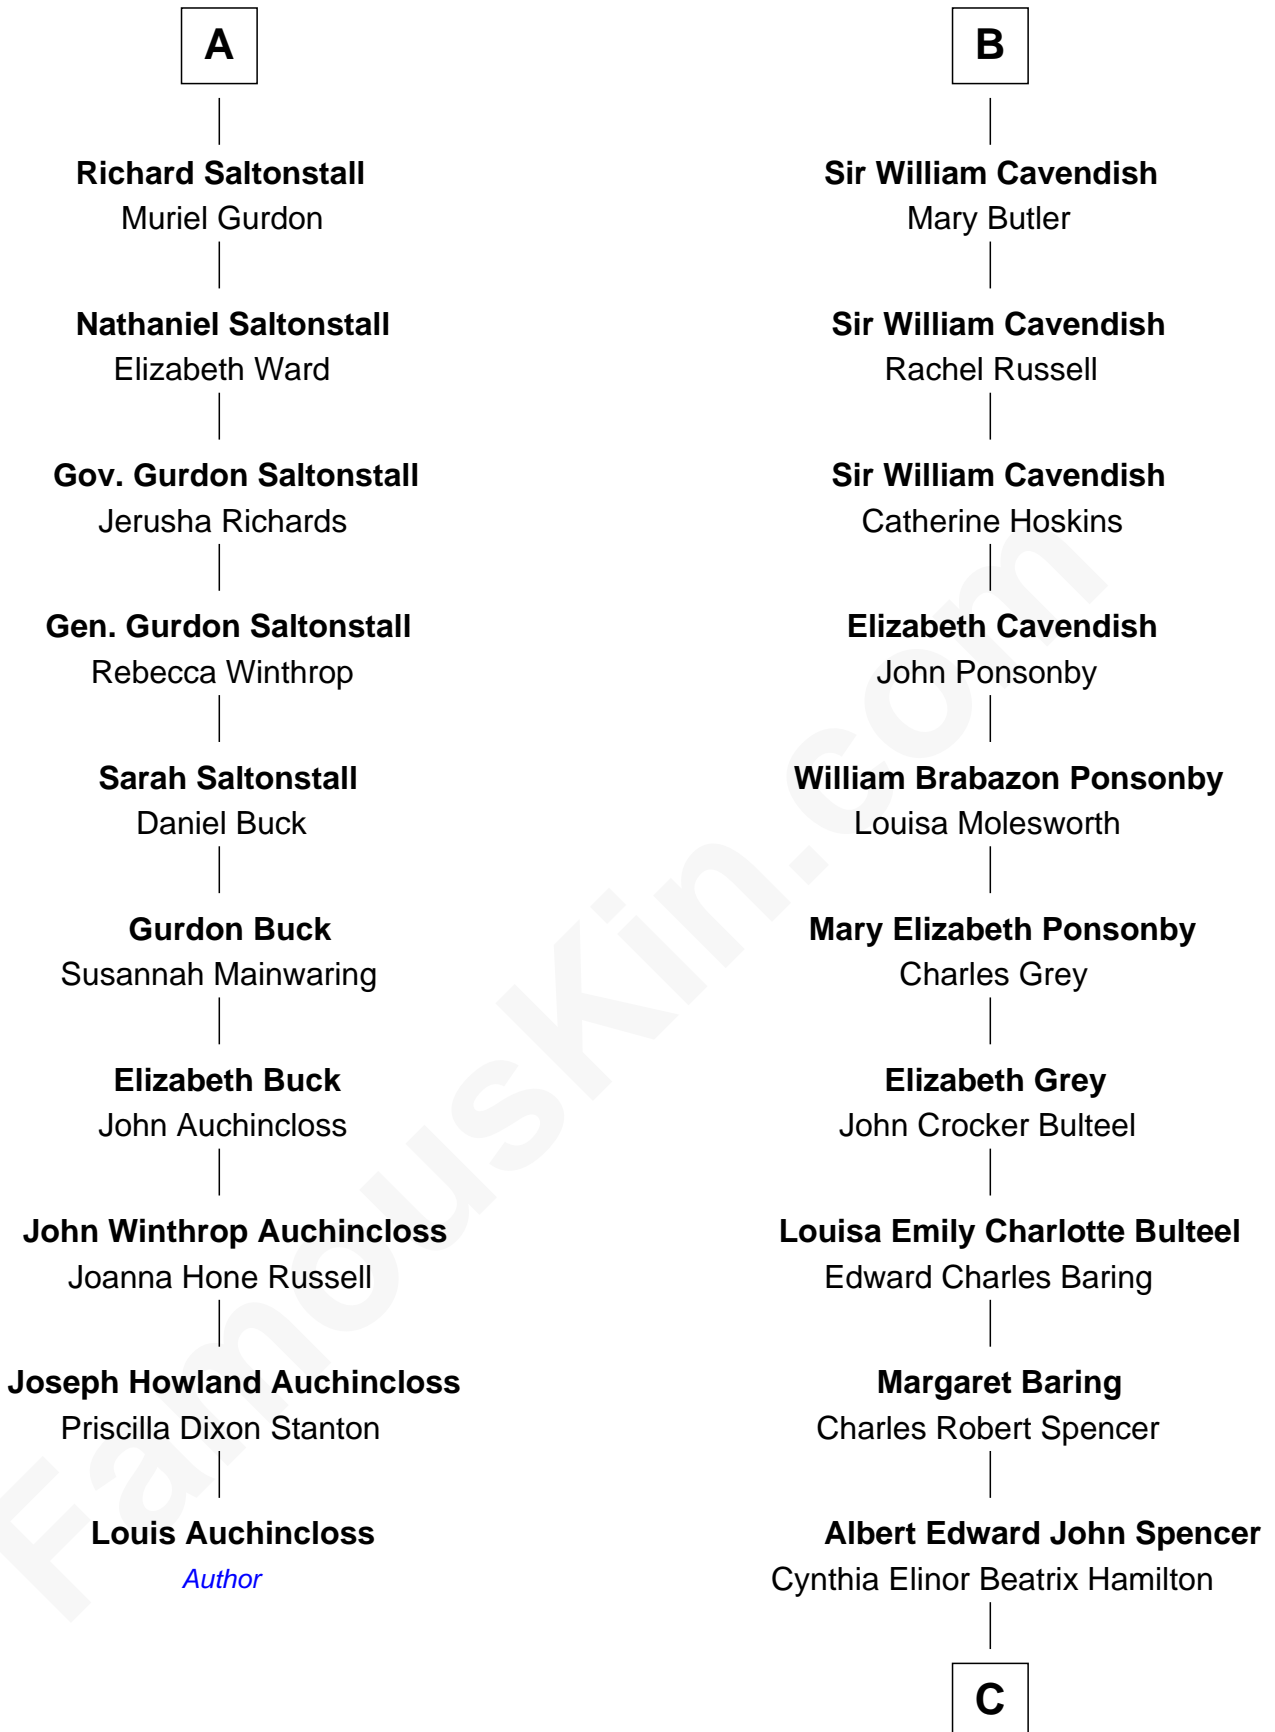 A
Richard Saltonstall
Muriel Gurdon
Nathaniel Saltonstall
Elizabeth Ward
Gov. Gurdon Saltonstall
Jerusha Richards
Gen. Gurdon Saltonstall
Rebecca Winthrop
Sarah Saltonstall
Daniel Buck
Gurdon Buck
Susannah Mainwaring
Elizabeth Buck
John Auchincloss
John Winthrop Auchincloss
Joanna Hone Russell
Joseph Howland Auchincloss
Priscilla Dixon Stanton
Louis Auchincloss
Author
B
Sir William Cavendish
Mary Butler
Sir William Cavendish
Rachel Russell
Sir William Cavendish
Catherine Hoskins
Elizabeth Cavendish
John Ponsonby
William Brabazon Ponsonby
Louisa Molesworth
Mary Elizabeth Ponsonby
Charles Grey
Elizabeth Grey
John Crocker Bulteel
Louisa Emily Charlotte Bulteel
Edward Charles Baring
Margaret Baring
Charles Robert Spencer
Albert Edward John Spencer
Cynthia Elinor Beatrix Hamilton
C
FamousKin.com